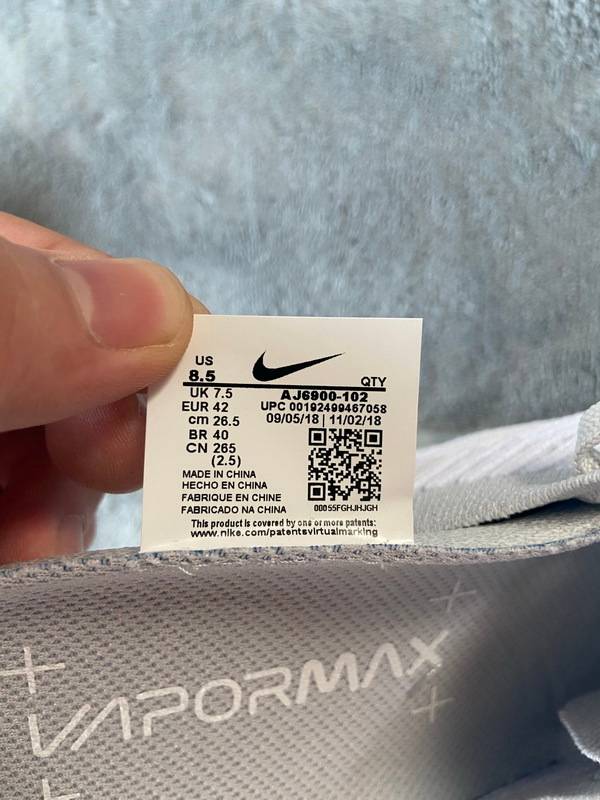 US
8.5
QTY
UK 7.5
AJ6900-102
EUR 42
UPC 00192499467058
cm 26.5
09/05/18 | 11/02/18
BR 40
CN 265
(2.5)
MADE IN CHINA
HECHO EN CHINA
FABRIQUE EN CHINE
FABRICADO NA CHINA
00055FGHJHJGH
This product is covered by one or more patents:
www.nike.com/patentsvirtualmarking
VAPORMAX